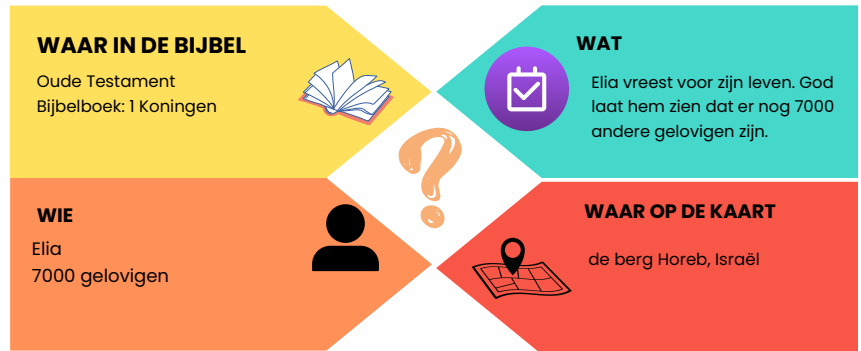 WAAR IN DE BIJBEL
Oude Testament
Bijbelboek: 1 Koningen
WAT
Elia vreest voor zijn leven. God
laat hem zien dat er nog 7000
andere gelovigen zijn.
?
WIE
Elia
7000 gelovigen
WAAR OP DE KAART
de berg Horeb, Israël